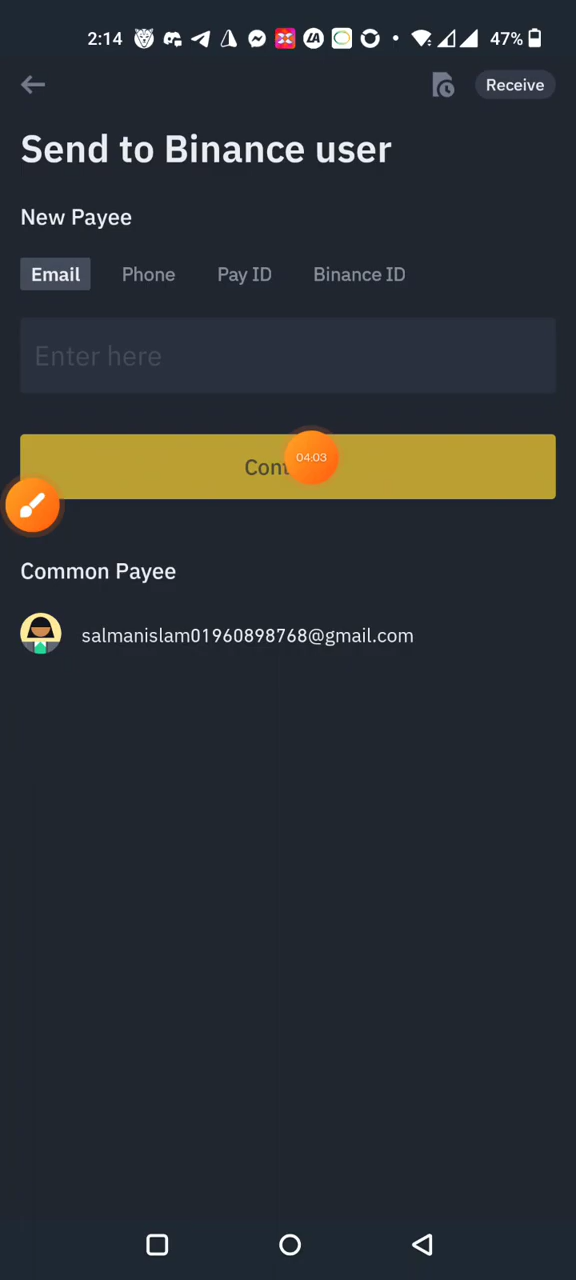 2:14 47%
Receive
Send to Binance user
New Payee
Email Phone Pay ID Binance ID
Enter here
Cont
04:03
Common Payee
salmanislam01960898768@gmail.com